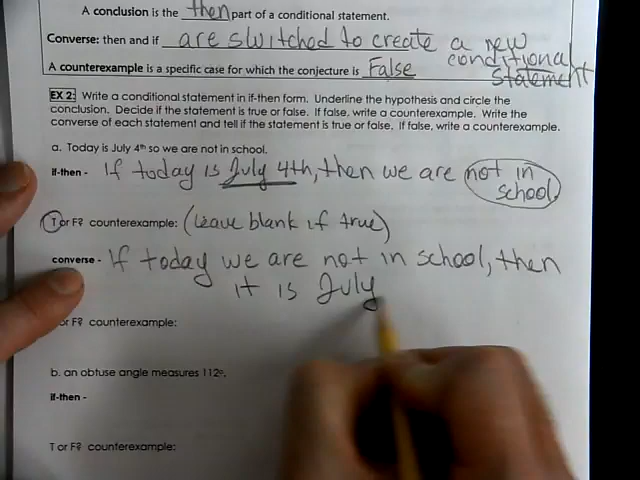 A conclusion is the then part of a conditional statement.
Converse: then and if are switched to create a new conditional statement
A counterexample is a specific case for which the conjecture is False
EX 2: Write a conditional statement in if-then form. Underline the hypothesis and circle the
conclusion. Decide if the statement is true or false. If false, write a counterexample. Write the
converse of each statement and tell if the statement is true or false. If false, write a counterexample.
a. Today is July 4th so we are not in school.
if-then - If today is July 4th, then we are not in
school
T or F? counterexample: (leave blank if true)
converse - If today we are not in school, then
it is July
or F? counterexample:
b. an obtuse angle measures 112°.
if-then -
T or F? counterexample: